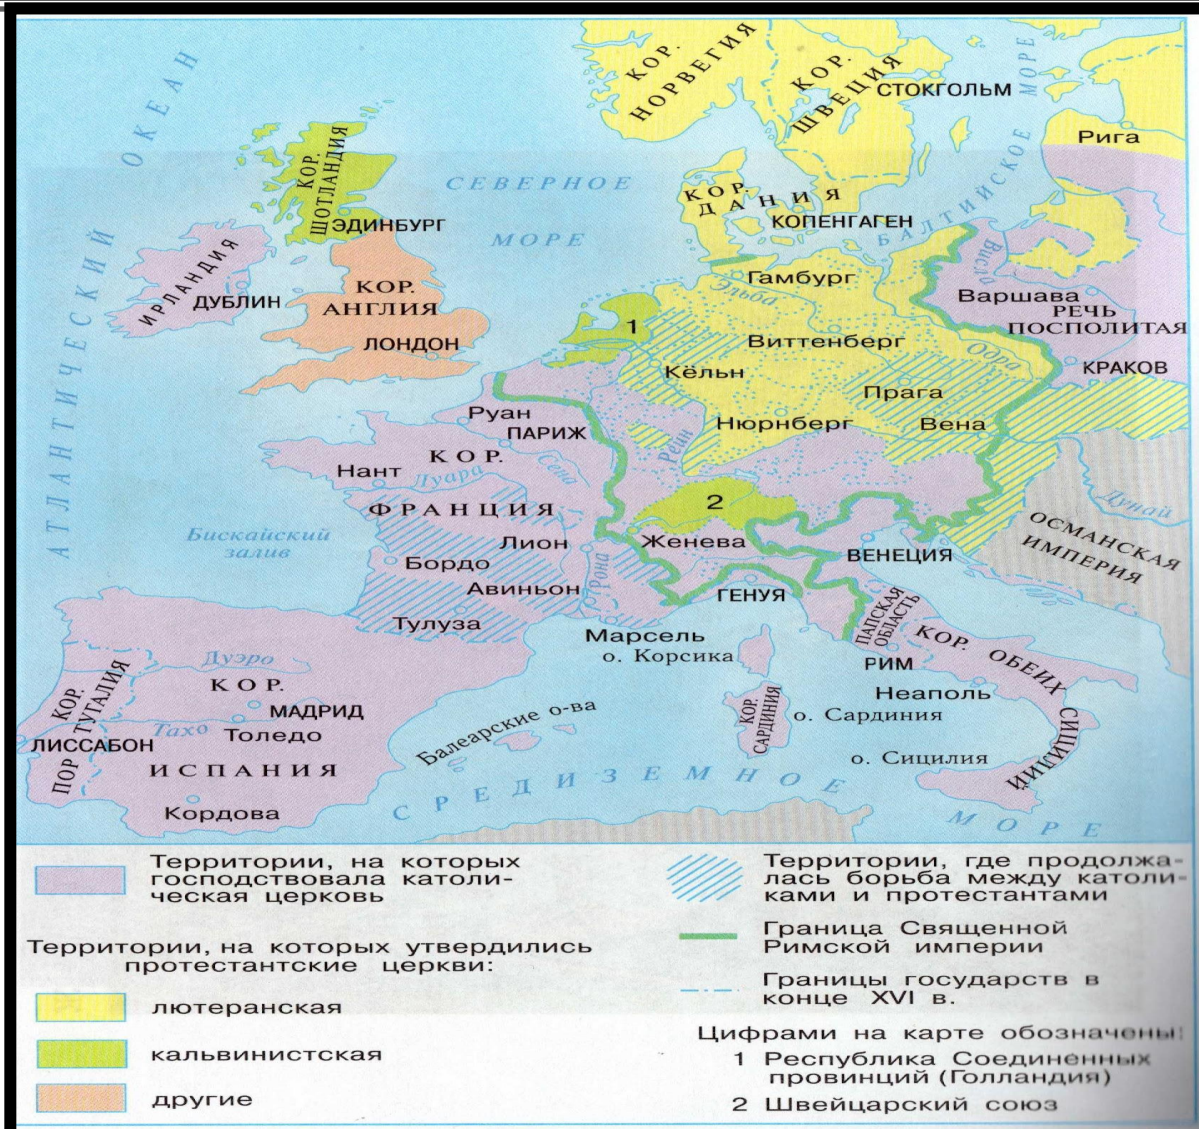 АТЛАНТИЧЕСКИЙ ОКЕАН
КОР.
НОРВЕГИЯ
КОР.
ШВЕЦИЯ
СТОКГОЛЬМ
БАЛТИЙСКОЕ МОРЕ
Рига
КОР.
ШОТЛАНДИЯ
ЭДИНБУРГ
СЕВЕРНОЕ
МОРЕ
КОР.
ДАНИЯ
КОПЕНГАГЕН
ИРЛАНДИЯ
ДУБЛИН
КОР.
АНГЛИЯ
ЛОНДОН
Гамбург
Эльба
Висла
Варшава
РЕЧЬ
ПОСПОЛИТАЯ
КРАКОВ
1
Виттенберг
Одра
Кёльн
Прага
Нюрнберг
Вена
Рейн
Руан
ПАРИЖ
Сена
Нант
Луара
КОР.
ФРАНЦИЯ
2
Женева
Лион
Бискайский
залив
Бордо
Авиньон
Рона
Тулуза
Марсель
ГЕНУЯ
ВЕНЕЦИЯ
Дунай
ОСМАНСКАЯ
ИМПЕРИЯ
ПАПСКАЯ
ОБЛАСТЬ
РИМ
КОР. ОБЕИХ СИЦИЛИЙ
Неаполь
о. Корсика
КОР.
САРДИНИЯ
о. Сардиния
о. Сицилия
КОР.
ПОРТУГАЛИЯ
ЛИССАБОН
Дуэро
КОР.
МАДРИД
Тахо
Толедо
ИСПАНИЯ
Кордова
Балеарские о-ва
СРЕДИЗЕМНОЕ
МОРЕ
Территории, на которых
господствовала католи-
ческая церковь
Территории, на которых утвердились
протестантские церкви:
лютеранская
кальвинистская
другие
Территории, где продолжа-
лась борьба между католи-
ками и протестантами
Граница Священной
Римской империи
Границы государств в
конце XVI в.
Цифрами на карте обозначены:
1 Республика Соединенных
провинций (Голландия)
2 Швейцарский союз